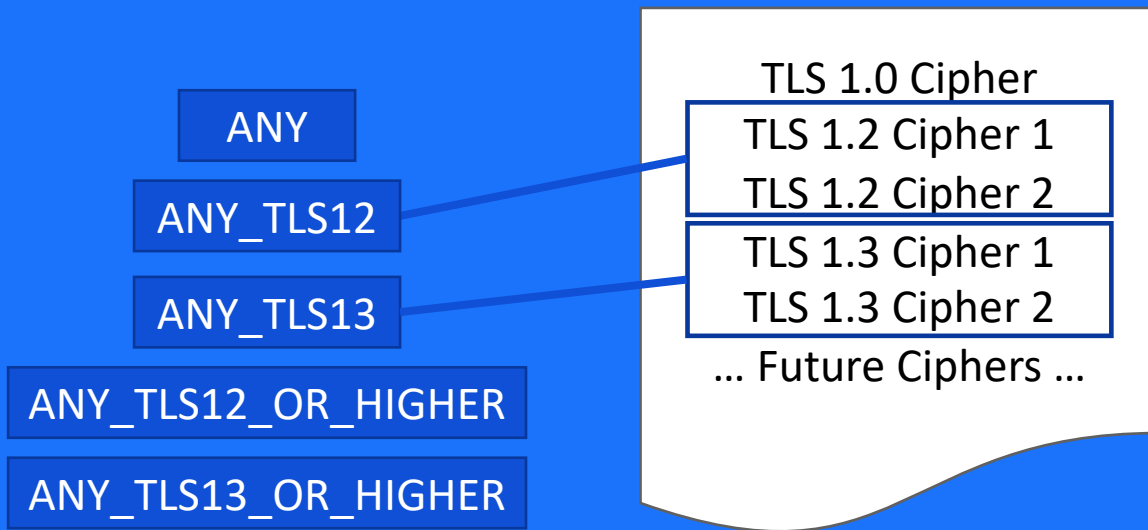 ANY
ANY_TLS12
ANY_TLS13
ANY_TLS12_OR_HIGHER
ANY_TLS13_OR_HIGHER
TLS 1.0 Cipher
TLS 1.2 Cipher 1
TLS 1.2 Cipher 2
TLS 1.3 Cipher 1
TLS 1.3 Cipher 2
... Future Ciphers ...